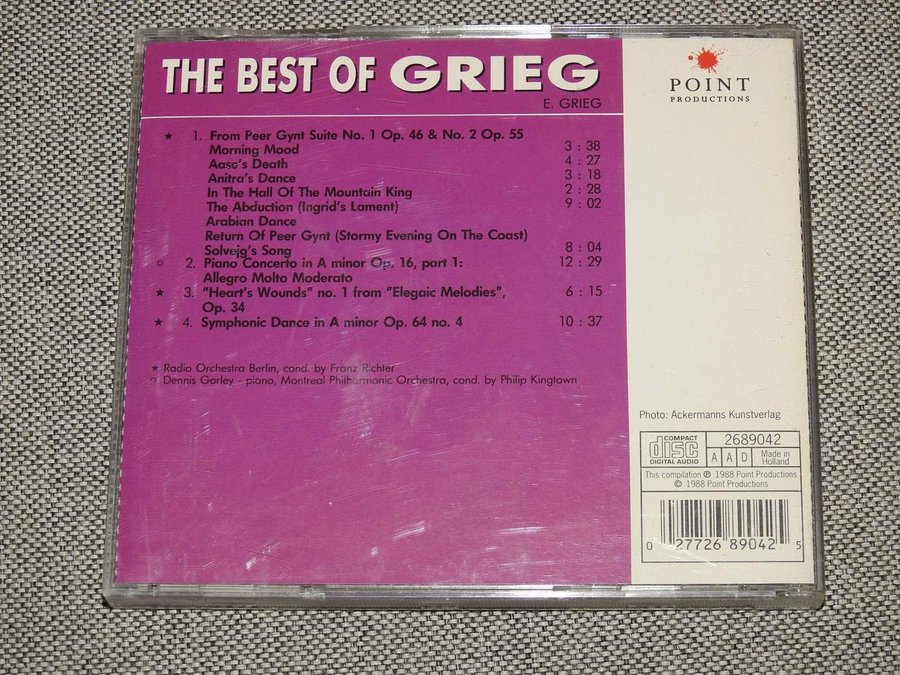 THE BEST OF GRIEG
E. GRIEG
★ 1. From Peer Gynt Suite No. 1 Op. 46 & No. 2 Op. 55
Morning Mood 3 : 38
Aase's Death 4 : 27
Anitra's Dance 3 : 18
In The Hall Of The Mountain King 2 : 28
The Abduction (Ingrid's Lament) 9 : 02
Arabian Dance
Return Of Peer Gynt (Stormy Evening On The Coast)
Solvejg's Song 8 : 04
○ 2. Piano Concerto in A minor Op. 16, part 1: 12 : 29
Allegro Molto Moderato
★ 3. "Heart's Wounds" no. 1 from "Elegaic Melodies", 6 : 15
Op. 34
★ 4. Symphonic Dance in A minor Op. 64 no. 4 10 : 37
★ Radio Orchestra Berlin, cond. by Franz Richter
○ Dennis Gorley - piano, Montreal Philharmonic Orchestra, cond. by Philip Kingtown
POINT
PRODUCTIONS
Photo: Ackermanns Kunstverlag
COMPACT
disc
DIGITAL AUDIO
2689042
A A D
Made in
Holland
This compilation ℗ 1988 Point Productions
© 1988 Point Productions
0 27726 89042 5